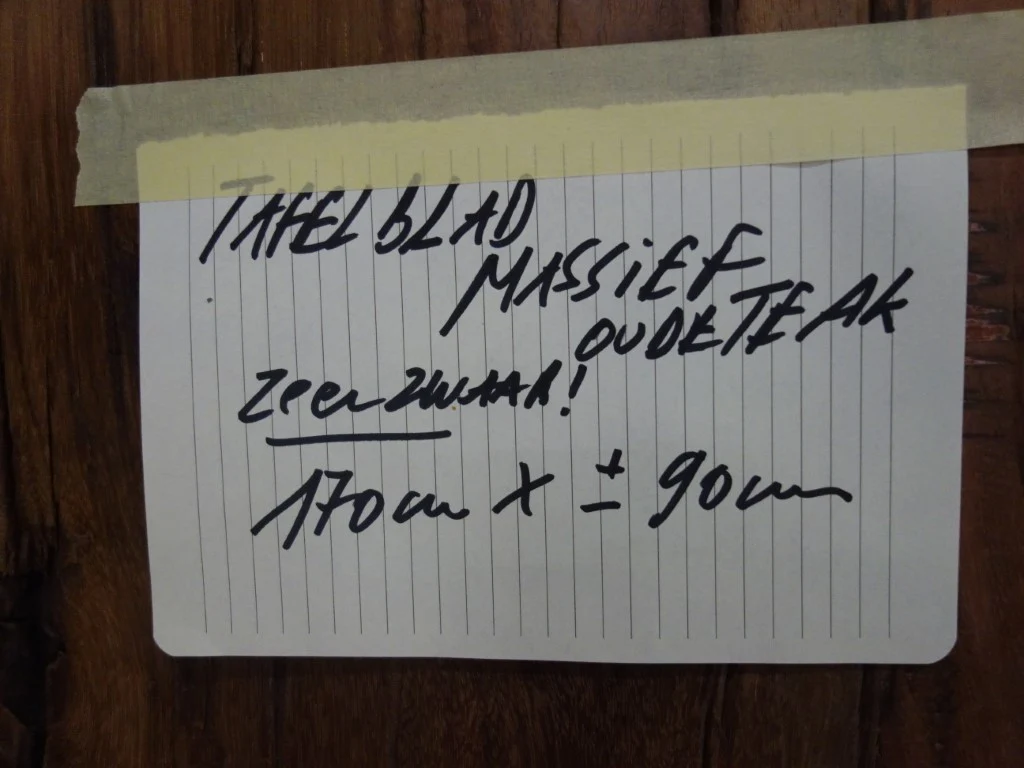 TAFELBLAD
MASSiEF
OUDE TEAK
Zeer ZWAAR!
170cm X ± 90cm